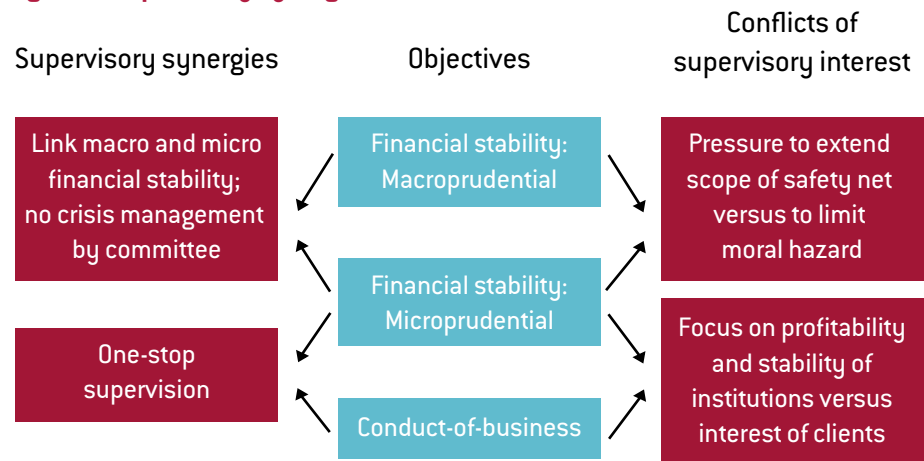 Supervisory synergies
Objectives
Conflicts of
supervisory interest
Link macro and micro
financial stability;
no crisis management
by committee
Financial stability:
Macroprudential
Pressure to extend
scope of safety net
versus to limit
moral hazard
Financial stability:
Microprudential
One-stop
supervision
Focus on profitability
and stability of
institutions versus
interest of clients
Conduct-of-business